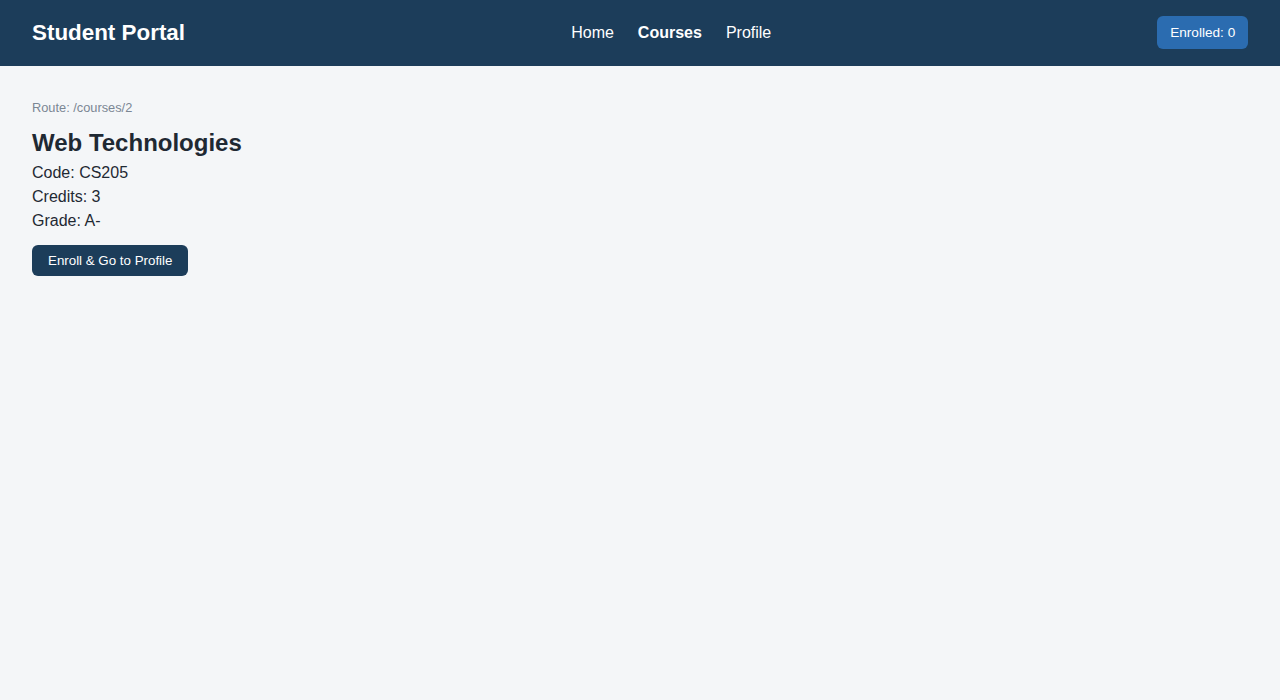 Student Portal
Home Courses Profile
Enrolled: 0
Route: /courses/2
Web Technologies
Code: CS205
Credits: 3
Grade: A-
Enroll & Go to Profile